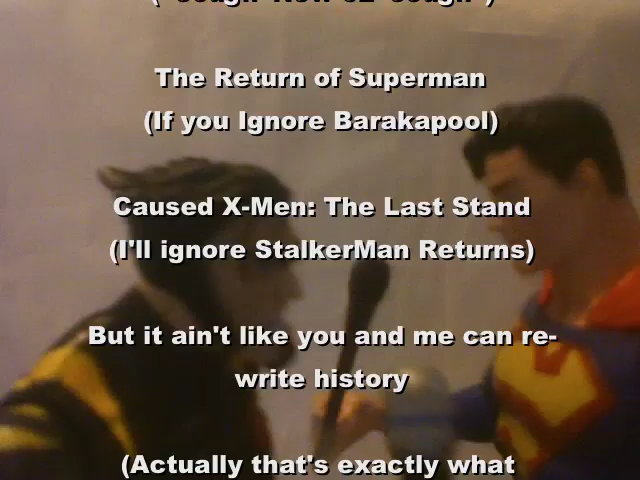 The Return of Superman
(If you Ignore Barakapool)
Caused X-Men: The Last Stand
(I'll ignore StalkerMan Returns)
But it ain't like you and me can re-
write history
(Actually that's exactly what